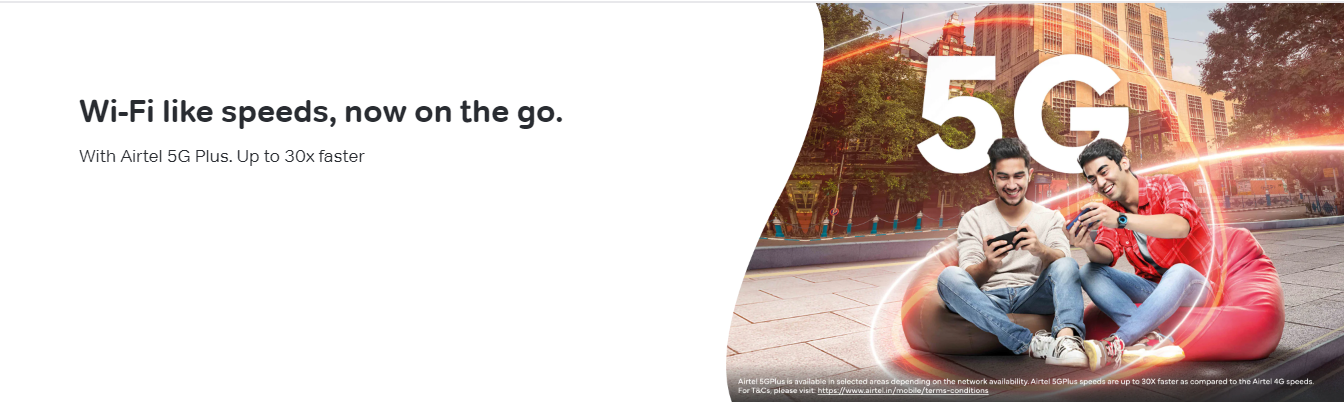 Wi-Fi like speeds, now on the go.
With Airtel 5G Plus. Up to 30x faster
5G
Airtel 5GPlus is available in selected areas depending on the network availability. Airtel 5GPlus speeds are up to 30X faster as compared to the Airtel 4G speeds.
For T&Cs, please visit: https://www.airtel.in/mobile/terms-conditions